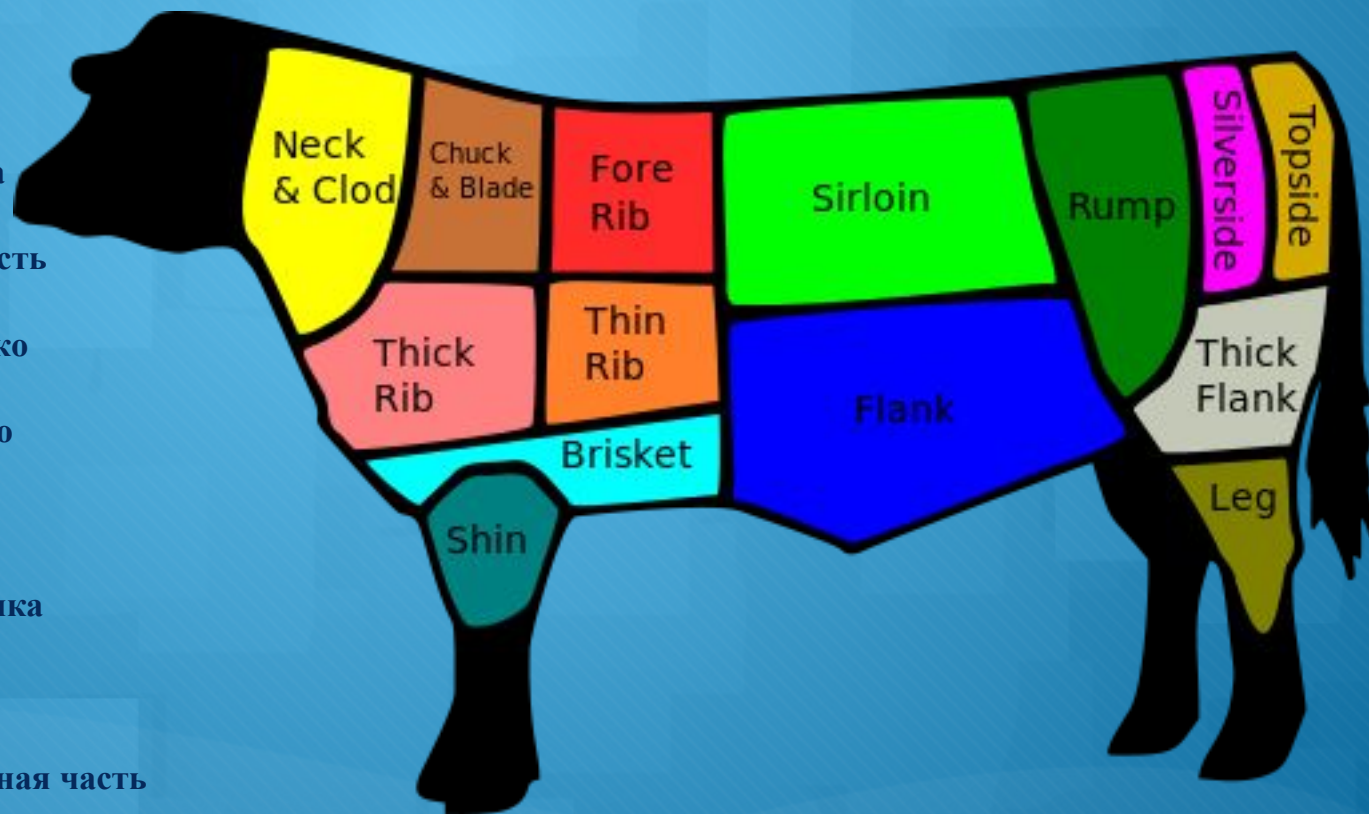 а
сть
ко
о
ная часть
Neck
& Clod
Chuck
& Blade
Fore
Rib
Sirloin
Rump
Silverside
Topside
Thick
Rib
Thin
Rib
Flank
Thick
Flank
Brisket
Shin
Leg